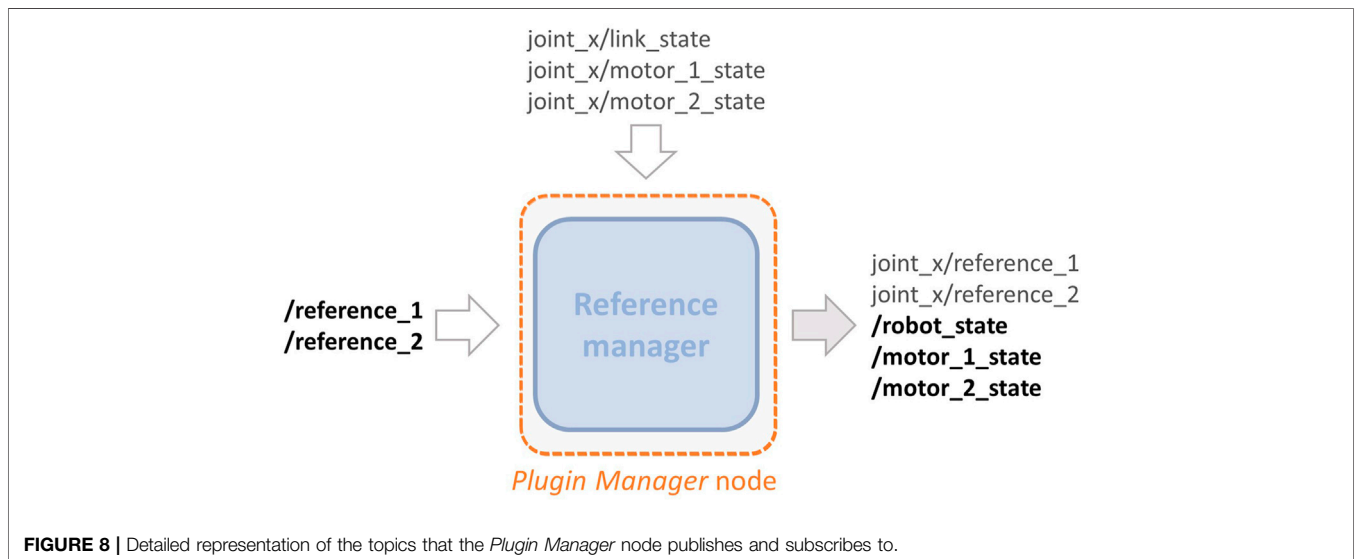 joint_x/link_state
joint_x/motor_1_state
joint_x/motor_2_state
/reference_1
/reference_2
Reference
manager
joint_x/reference_1
joint_x/reference_2
/robot_state
/motor_1_state
/motor_2_state
Plugin Manager node
FIGURE 8 | Detailed representation of the topics that the Plugin Manager node publishes and subscribes to.